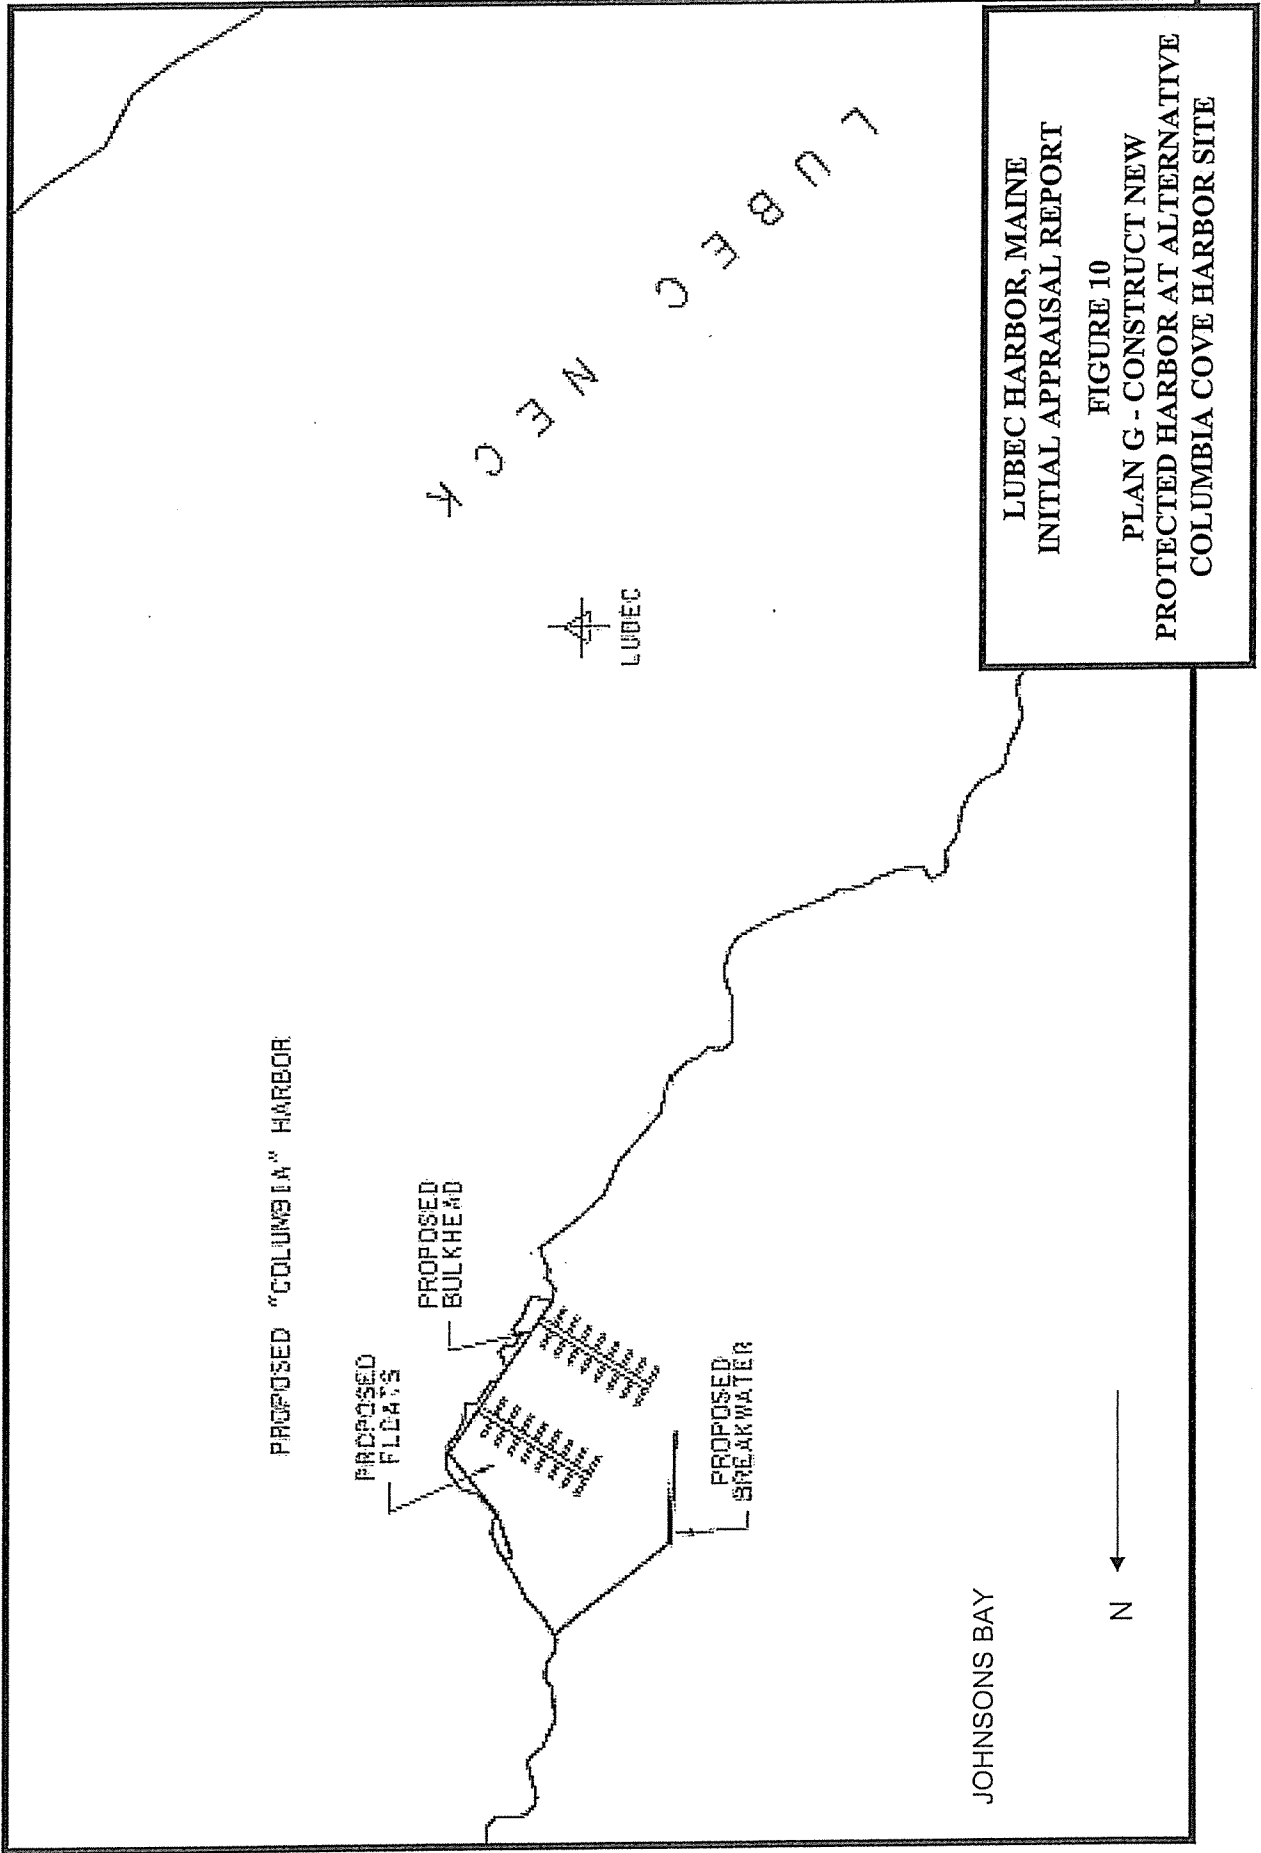 PROPOSED "COLUMBIA" HARBOR
PROPOSED
FLOATS
PROPOSED
BULKHEAD
PROPOSED
BREAKWATER
LUBEC NECK
LUDEC
JOHNSONS BAY
N
LUBEC HARBOR, MAINE
INITIAL APPRAISAL REPORT
FIGURE 10
PLAN G - CONSTRUCT NEW
PROTECTED HARBOR AT ALTERNATIVE
COLUMBIA COVE HARBOR SITE